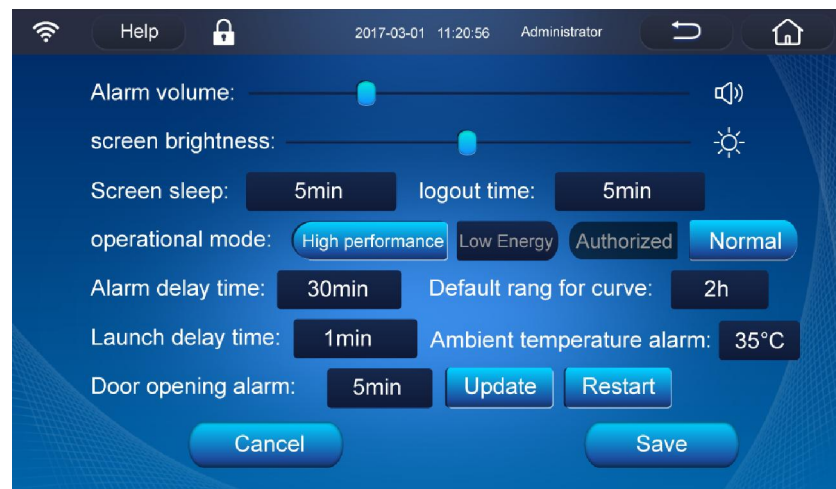 Help 2017-03-01 11:20:56 Administrator
Alarm volume:
screen brightness:
Screen sleep: 5min logout time: 5min
operational mode: High performance Low Energy Authorized Normal
Alarm delay time: 30min Default rang for curve: 2h
Launch delay time: 1min Ambient temperature alarm: 35°C
Door opening alarm: 5min Update Restart
Cancel Save